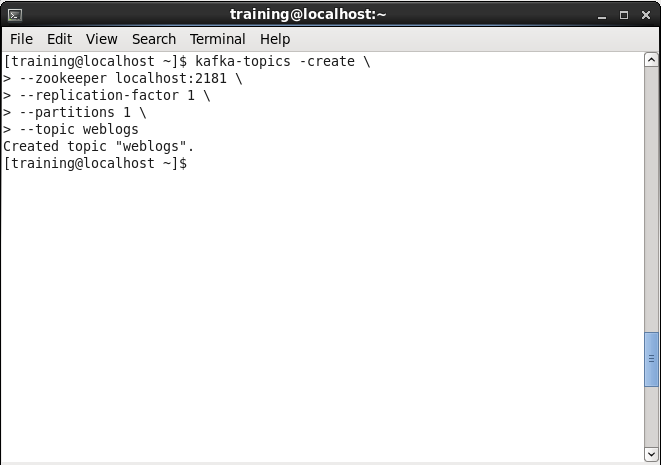 training@localhost:~
File Edit View Search Terminal Help
[training@localhost ~]$ kafka-topics -create \
> --zookeeper localhost:2181 \
> --replication-factor 1 \
> --partitions 1 \
> --topic weblogs
Created topic "weblogs".
[training@localhost ~]$